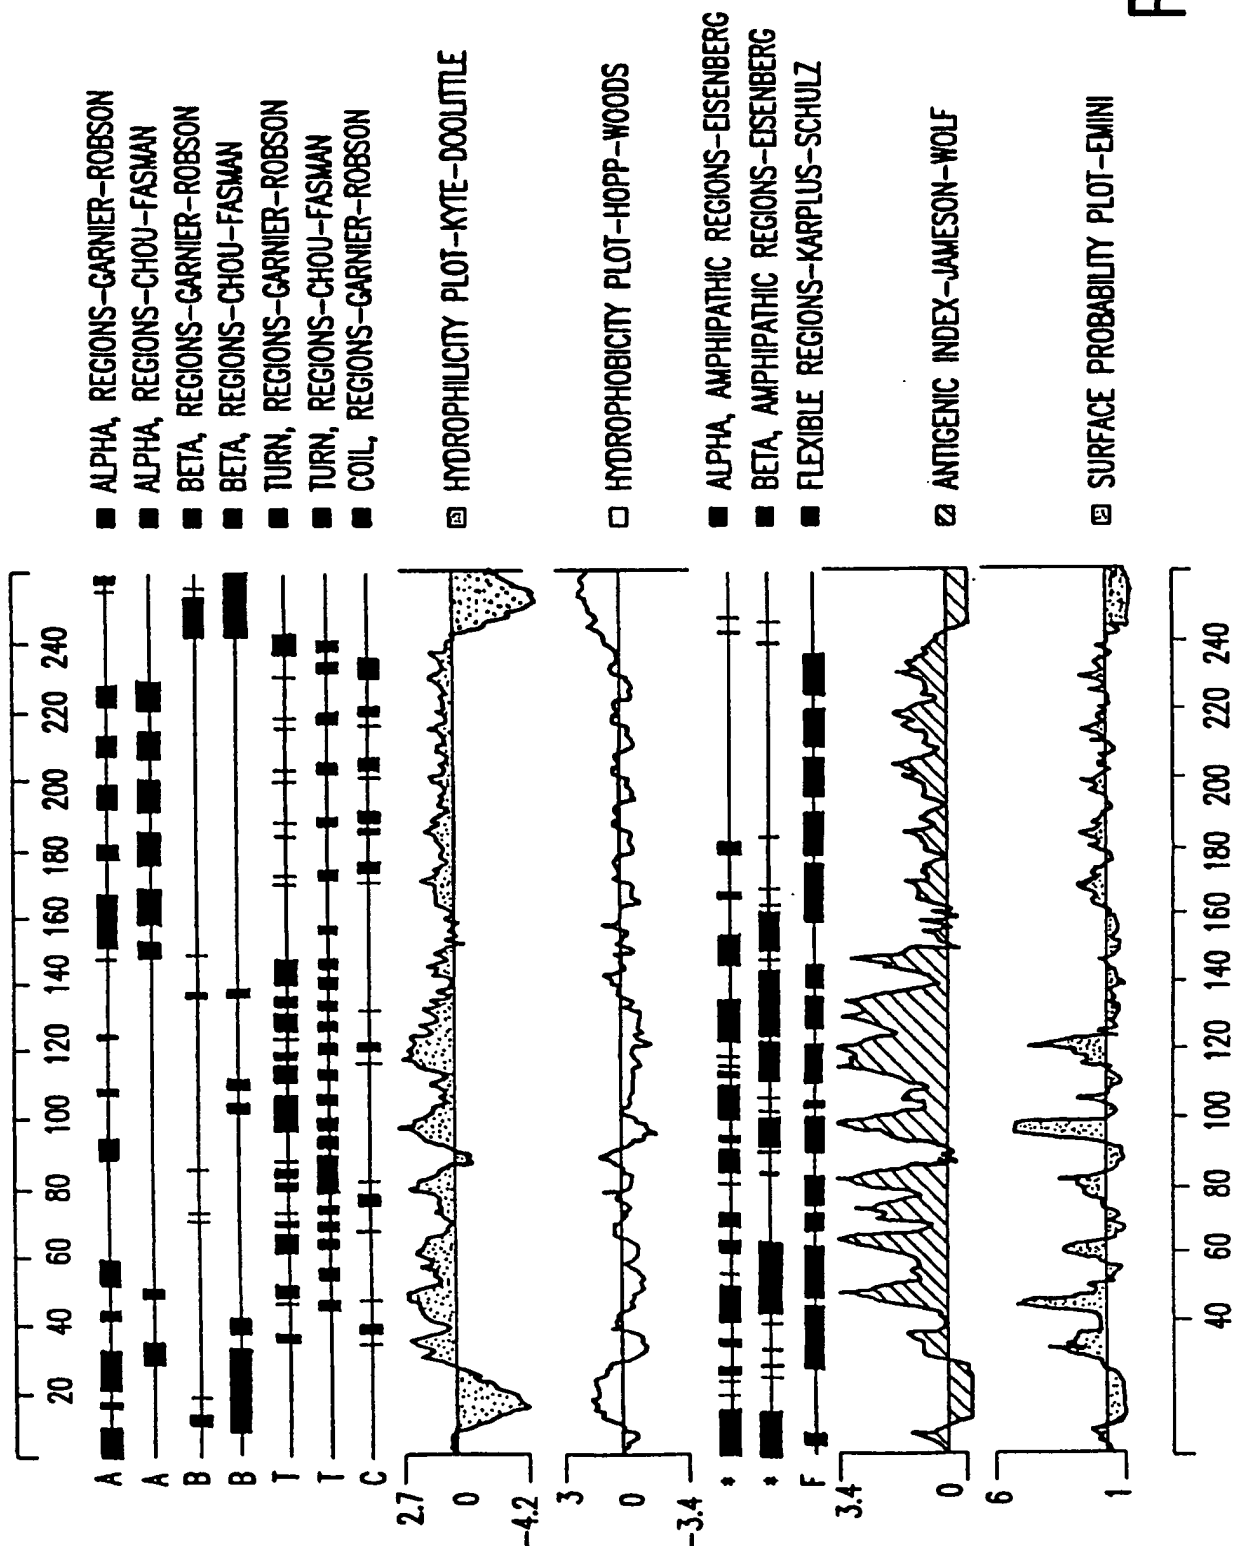 20 40 60 80 100 120 140 160 180 200 220 240
A ■ ALPHA, REGIONS-GARNIER-ROBSON
A ■ ALPHA, REGIONS-CHOU-FASMAN
B ■ BETA, REGIONS-GARNIER-ROBSON
B ■ BETA, REGIONS-CHOU-FASMAN
T ■ TURN, REGIONS-GARNIER-ROBSON
T ■ TURN, REGIONS-CHOU-FASMAN
C ■ COIL, REGIONS-GARNIER-ROBSON
2.7
0 HYDROPHILICITY PLOT-KYTE-DOOLITTLE
-4.2
3
0 □ HYDROPHOBICITY PLOT-HOPP-WOODS
-3.4
* ■ ALPHA, AMPHIPATHIC REGIONS-EISENBERG
* ■ BETA, AMPHIPATHIC REGIONS-EISENBERG
F ■ FLEXIBLE REGIONS-KARPLUS-SCHULZ
3.4
0 ANTIGENIC INDEX-JAMESON-WOLF
6
1 SURFACE PROBABILITY PLOT-EMINI
40 60 80 100 120 140 160 180 200 220 240